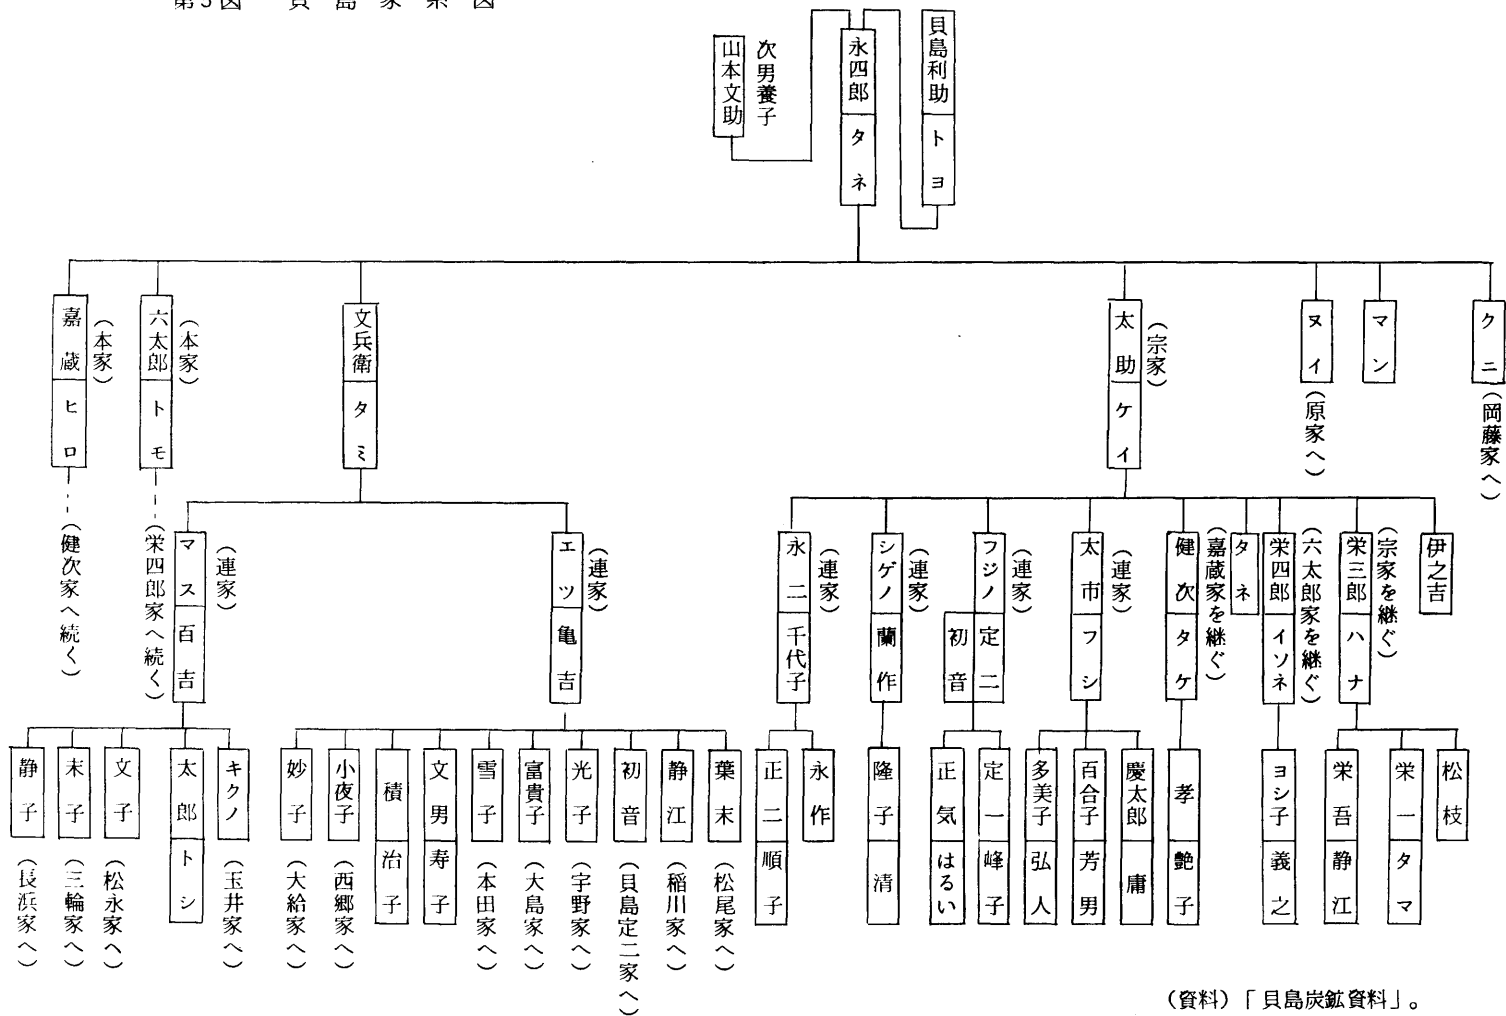 第3図 貝島家系図
貝島利助 トヨ
永四郎 タネ
次男養子
山本文助
クニ
(岡藤家へ)
マン
ヌイ
(原家へ)
(宗家)
太助 ケイ
文兵衛 タミ
(本家)
六太郎 トモ
(栄四郎家へ続く)
(本家)
嘉蔵 ヒロ
(健次家へ続く)
伊之吉
(宗家を継ぐ)
栄三郎 ハナ
(六太郎家を継ぐ)
栄四郎 イソネ
タネ
(嘉蔵家を継ぐ)
健次 タケ
(連家)
太市 フシ
(連家)
フジノ 定二
初音
(連家)
シゲノ 蘭作
(連家)
永二 千代子
(連家)
エツ 亀吉
(連家)
マス 百吉
松枝
栄一 タマ
栄吾 静江
ヨシ子 義之
孝 艶子
慶太郎 庸
百合子 芳男
多美子 弘人
定一 峰子
正気 はるい
隆子 清
永作
正二 順子
葉末
(松尾家へ)
静江
(稲川家へ)
初音
(貝島定二家へ)
光子
(宇野家へ)
富貴子
(大島家へ)
雪子
(本田家へ)
文男 寿子
積 治子
小夜子
(西郷家へ)
妙子
(大給家へ)
キクノ
(玉井家へ)
太郎 トシ
文子
(松永家へ)
末子
(三輪家へ)
静子
(長浜家へ)
(資料)「貝島炭鉱資料」。